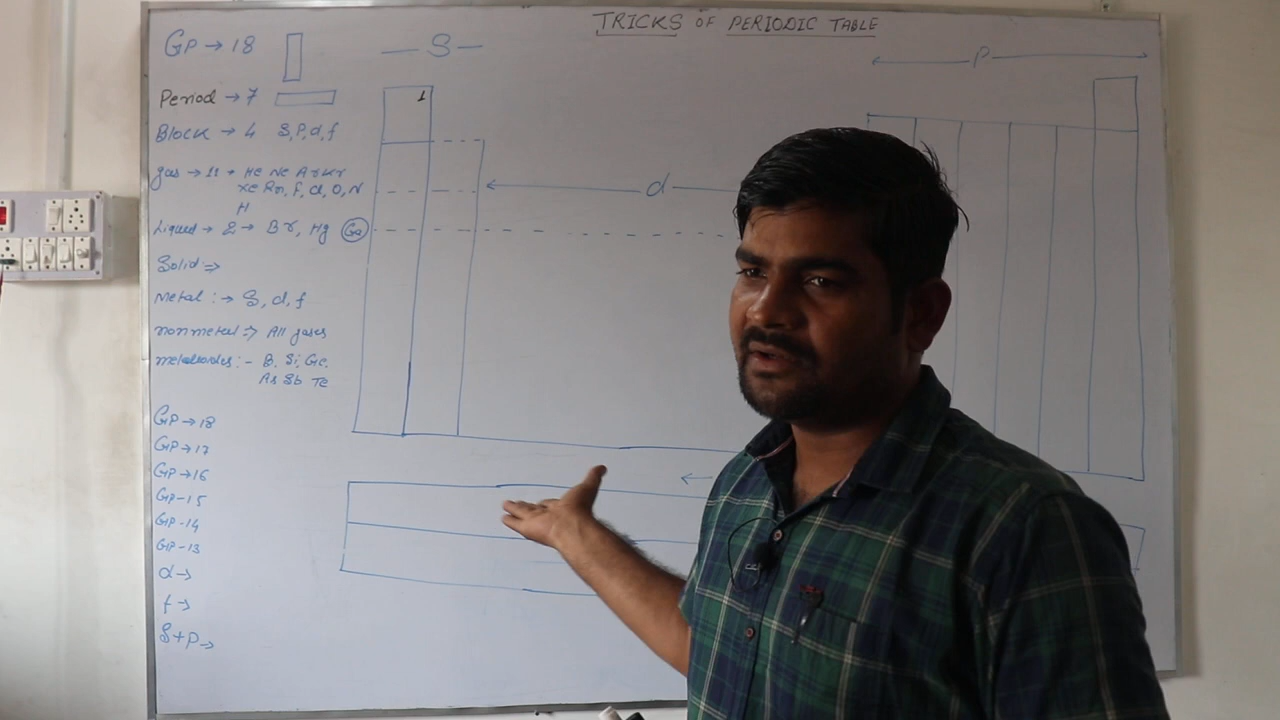 TRICKS OF PERIODIC TABLE
GP → 18
Period → 7
Block → 4 S, P, d, f
gas → 11 → He Ne Ar Kr
Xe Rn, F, Cl, O, N
H
Liquid → 2 → Br, Hg Ga
Solid ⇒
Metal :→ S, d, f
nonmetal ⇒ All gases
metalloides :- B, Si, Ge,
As Sb Te
GP → 18
GP → 17
GP → 16
GP - 15
GP - 14
GP - 13
d →
f →
S+P →
S
1
d
P